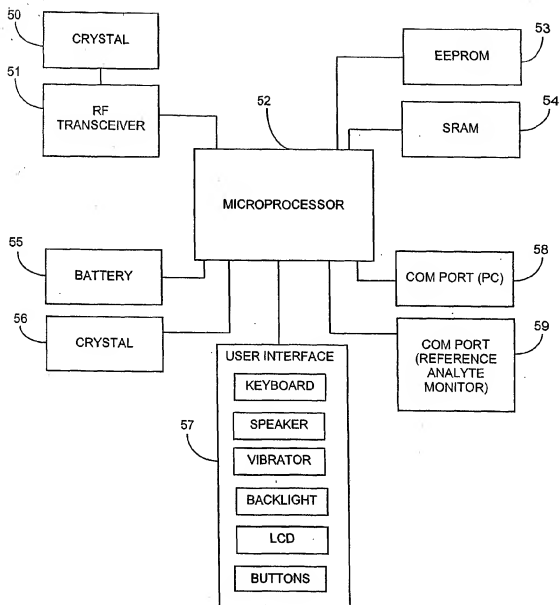 50
CRYSTAL
51
RF
TRANSCEIVER
52
53
EEPROM
54
SRAM
MICROPROCESSOR
55
BATTERY
56
CRYSTAL
58
COM PORT (PC)
59
COM PORT
(REFERENCE
ANALYTE
MONITOR)
57
USER INTERFACE
KEYBOARD
SPEAKER
VIBRATOR
BACKLIGHT
LCD
BUTTONS